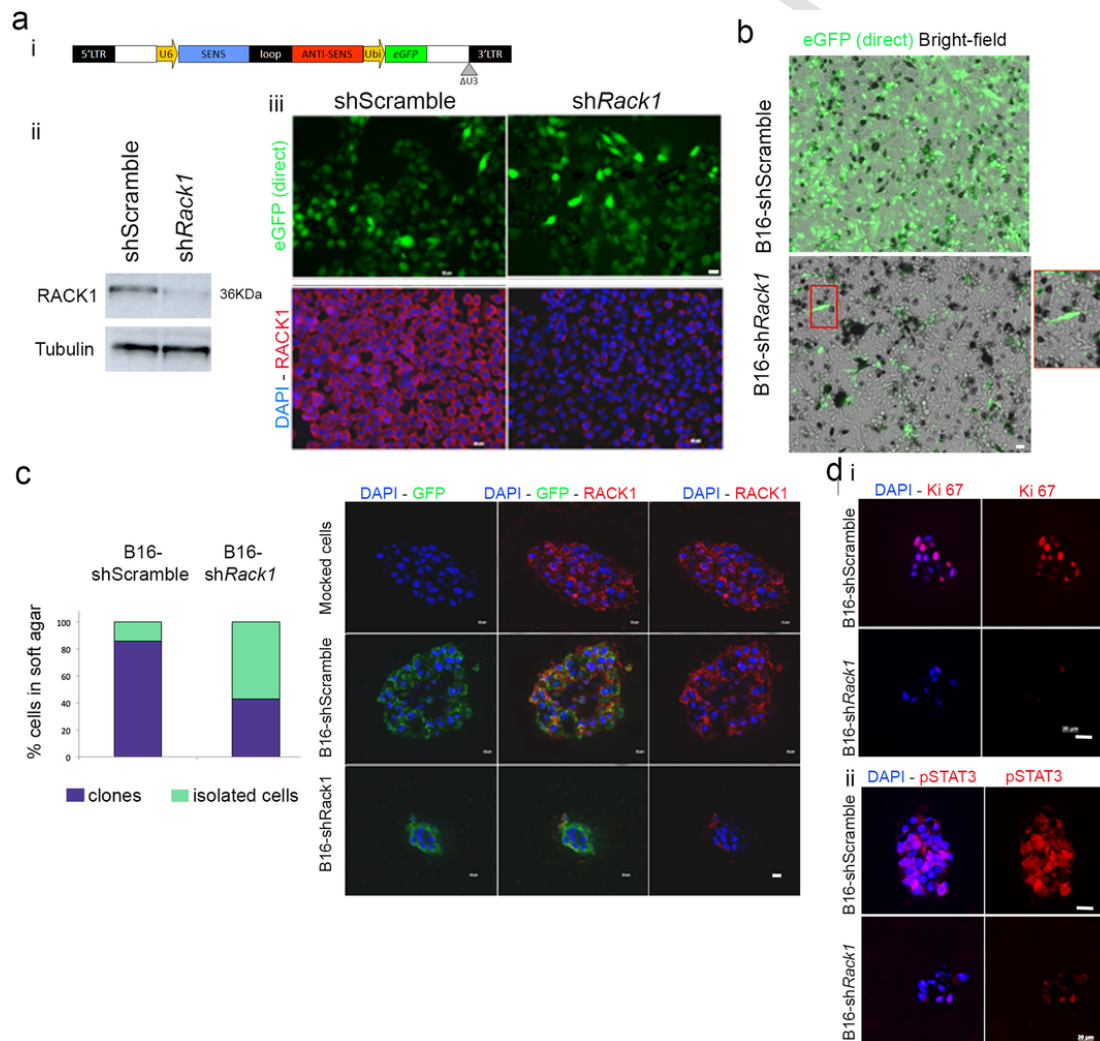 a
i
5'LTR U6 SENS loop ANTI-SENS Ubi eGFP 3'LTR
ΔU3
ii
shScramble
shRack1
RACK1
36KDa
Tubulin
iii
shScramble
shRack1
eGFP (direct)
DAPI - RACK1
b
eGFP (direct) Bright-field
B16-shScramble
B16-shRack1
c
B16-shScramble
B16-shRack1
% cells in soft agar
100
80
60
40
20
0
clones
isolated cells
DAPI - GFP
DAPI - GFP - RACK1
DAPI - RACK1
Mocked cells
B16-shScramble
B16-shRack1
d
i
DAPI - Ki 67
Ki 67
B16-shScramble
B16-shRack1
20 µm
ii
DAPI - pSTAT3
pSTAT3
B16-shScramble
B16-shRack1
20 µm